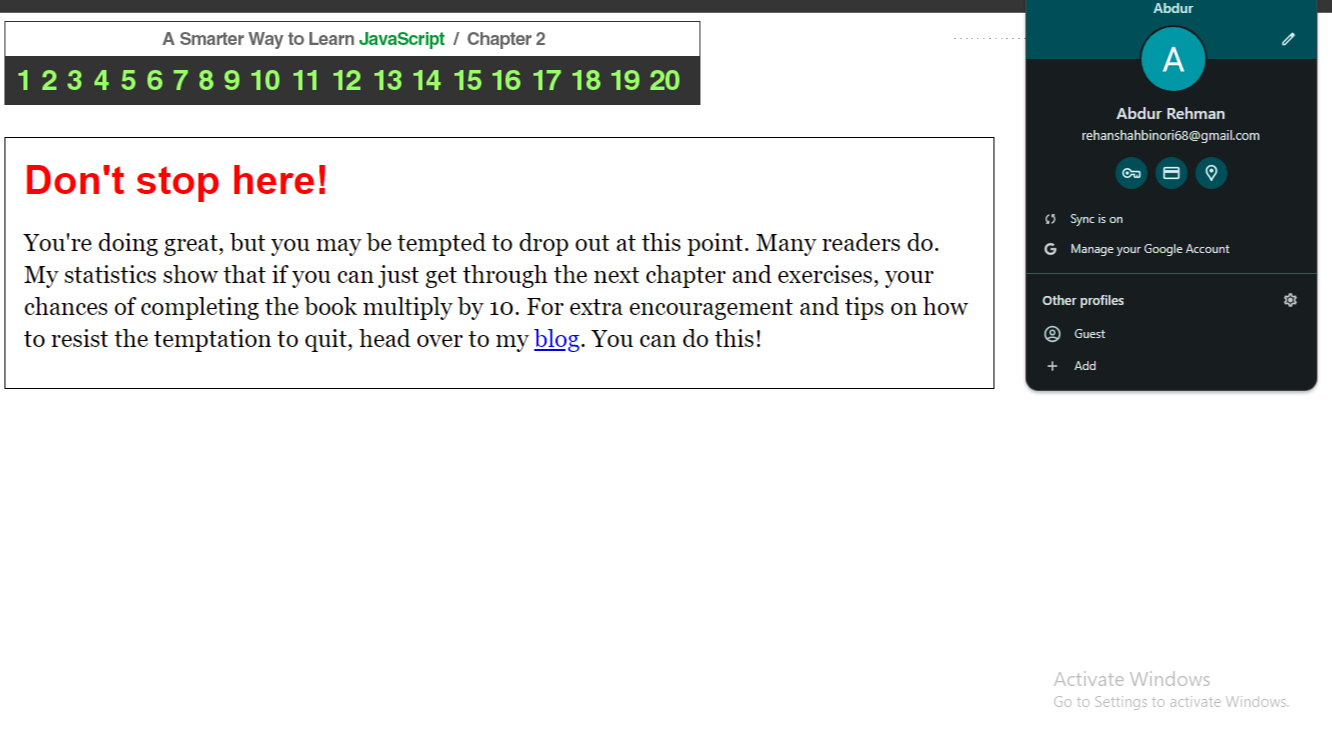 A Smarter Way to Learn JavaScript / Chapter 2
1 2 3 4 5 6 7 8 9 10 11 12 13 14 15 16 17 18 19 20
Don't stop here!
You're doing great, but you may be tempted to drop out at this point. Many readers do.
My statistics show that if you can just get through the next chapter and exercises, your
chances of completing the book multiply by 10. For extra encouragement and tips on how
to resist the temptation to quit, head over to my blog. You can do this!
Abdur
A
Abdur Rehman
rehanshahbinori68@gmail.com
Sync is on
G Manage your Google Account
Other profiles
Guest
Add
Activate Windows
Go to Settings to activate Windows.